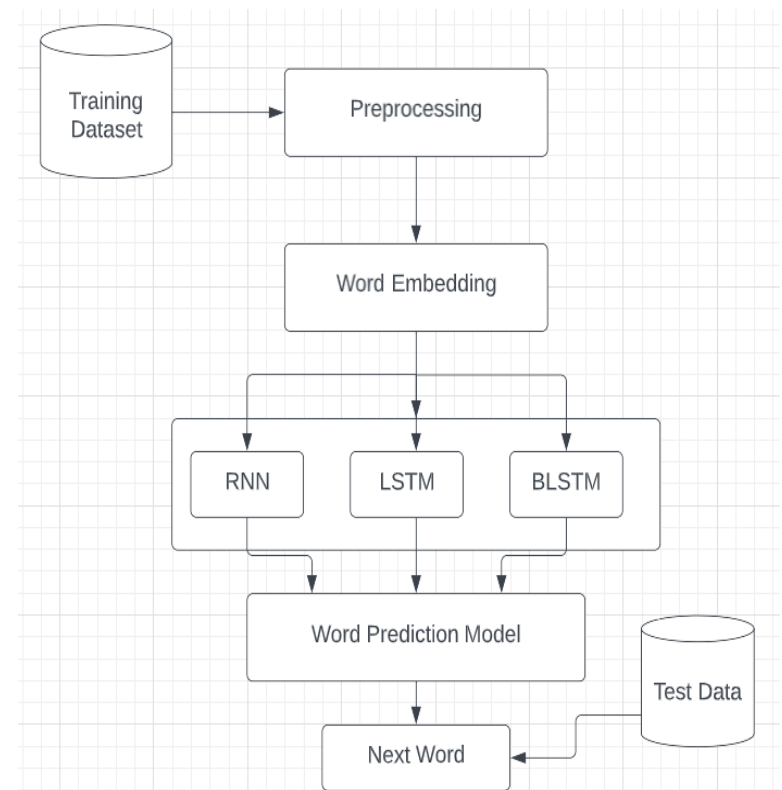 Training
Dataset
Preprocessing
Word Embedding
RNN
LSTM
BLSTM
Word Prediction Model
Test Data
Next Word